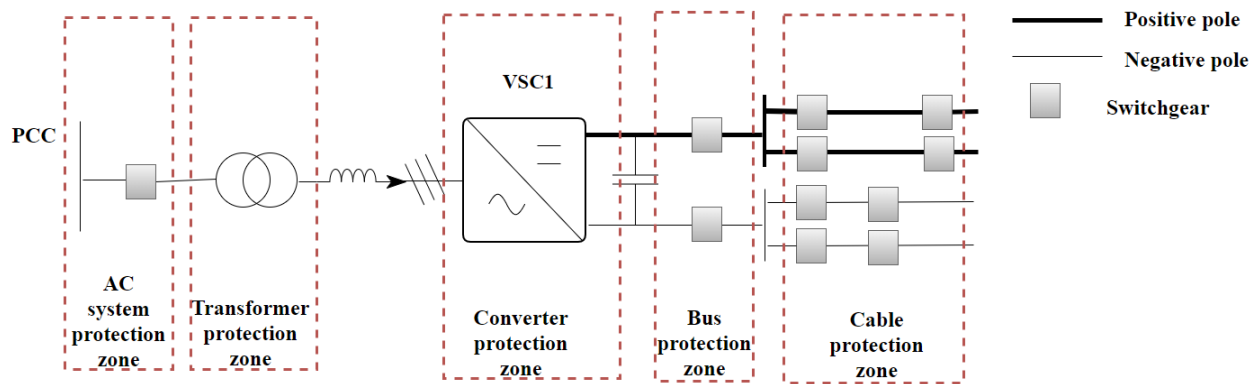 Positive pole
Negative pole
Switchgear
VSC1
PCC
AC
system
protection
zone
Transformer
protection
zone
Converter
protection
zone
Bus
protection
zone
Cable
protection
zone